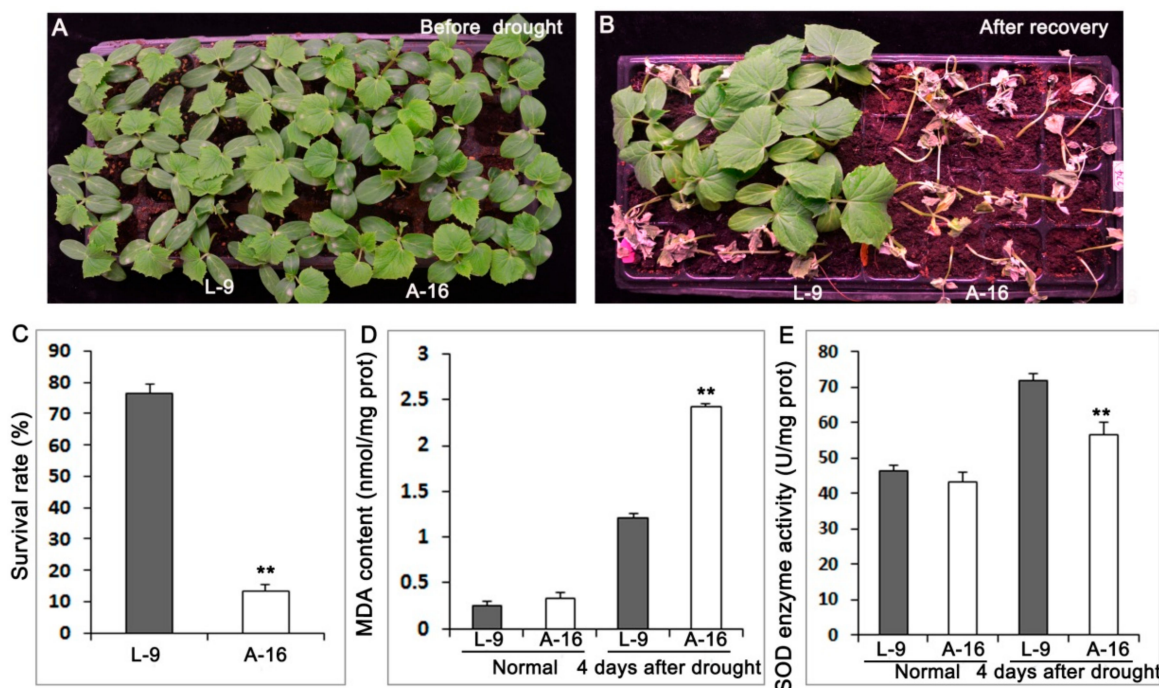 A
Before drought
L-9
A-16
B
After recovery
L-9
A-16
C
Survival rate (%)
90
80
70
60
50
40
30
20
10
0
**
L-9
A-16
D
MDA content (nmol/mg prot)
3
2.5
2
1.5
1
0.5
0
**
L-9
A-16
L-9
A-16
Normal
4 days after drought
E
SOD enzyme activity (U/mg prot)
80
70
60
50
40
30
20
10
0
**
L-9
A-16
L-9
A-16
Normal
4 days after drought